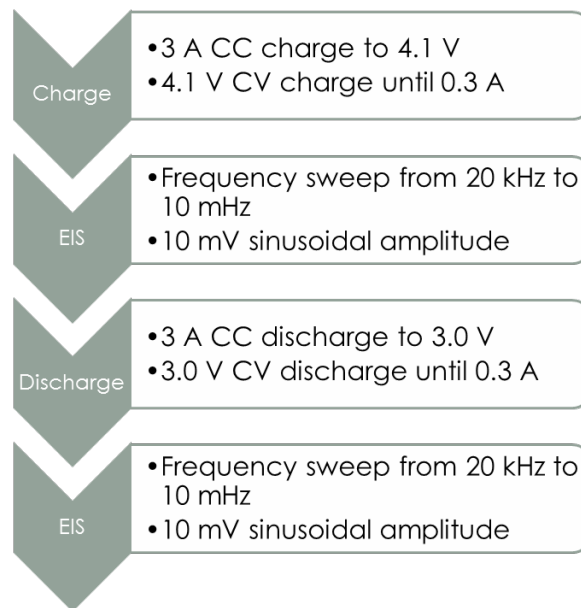 Charge
•3 A CC charge to 4.1 V
•4.1 V CV charge until 0.3 A
EIS
•Frequency sweep from 20 kHz to
10 mHz
•10 mV sinusoidal amplitude
Discharge
•3 A CC discharge to 3.0 V
•3.0 V CV discharge until 0.3 A
EIS
•Frequency sweep from 20 kHz to
10 mHz
•10 mV sinusoidal amplitude